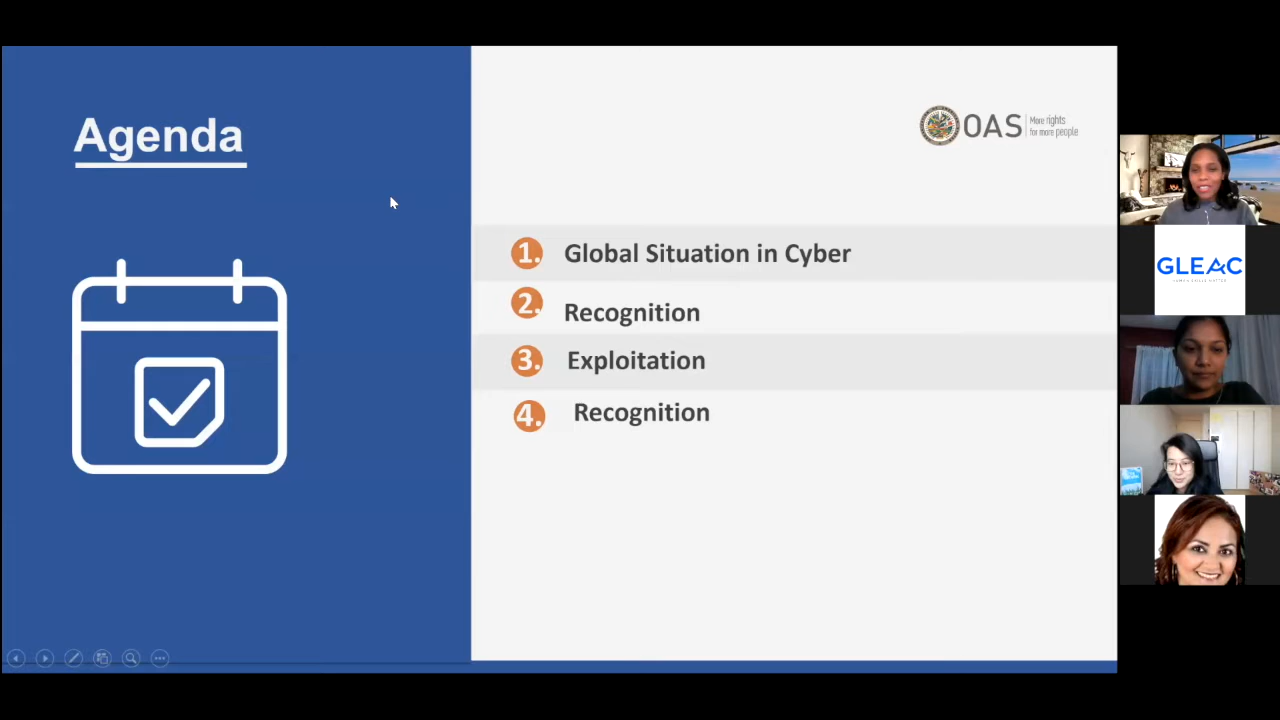 Agenda
OAS
More rights
for more people
1. Global Situation in Cyber
2. Recognition
3. Exploitation
4. Recognition
GLEAC